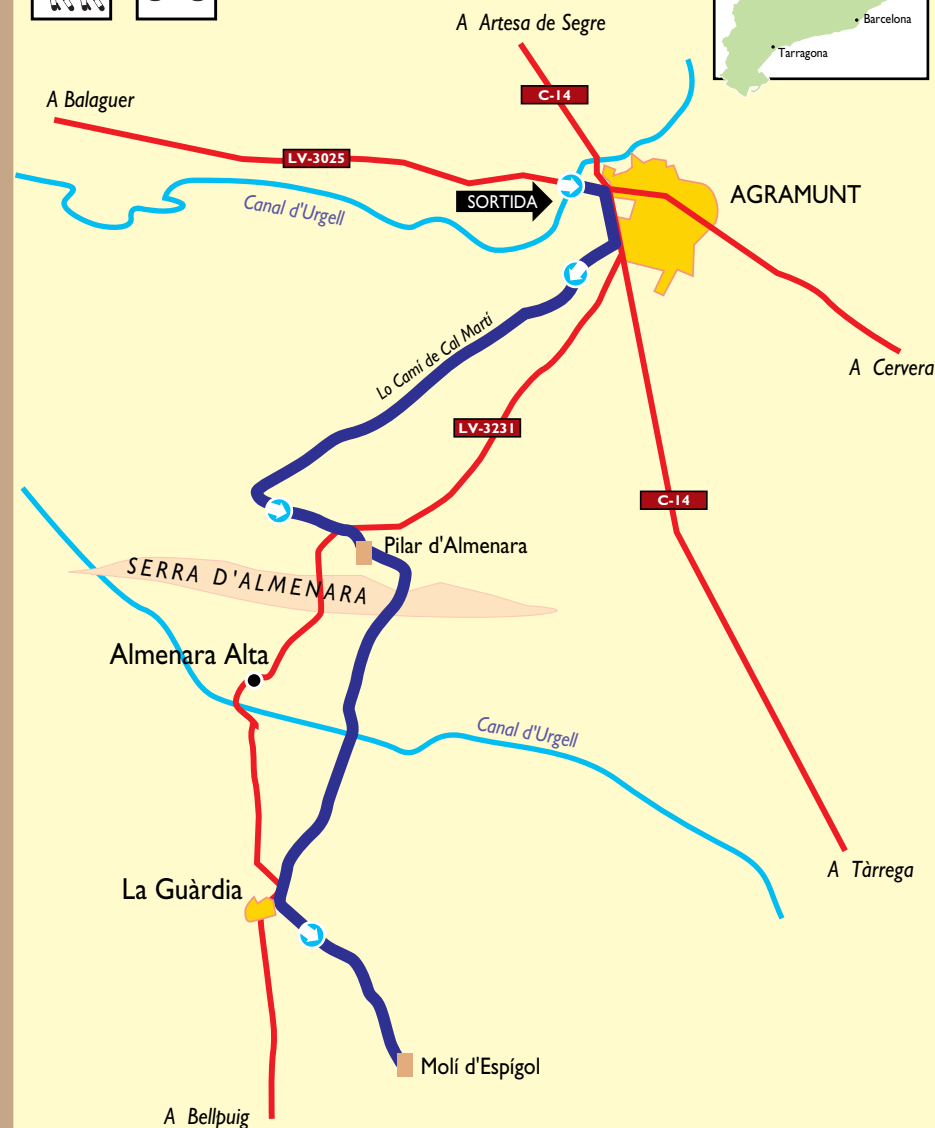 A Artesa de Segre
Barcelona
Tarragona
C-14
A Balaguer
LV-3025
SORTIDA
AGRAMUNT
Canal d'Urgell
Lo Camí de Cal Martí
A Cervera
LV-3231
C-14
Pilar d'Almenara
SERRA D'ALMENARA
Almenara Alta
Canal d'Urgell
A Tàrrega
La Guàrdia
Molí d'Espígol
A Bellpuig